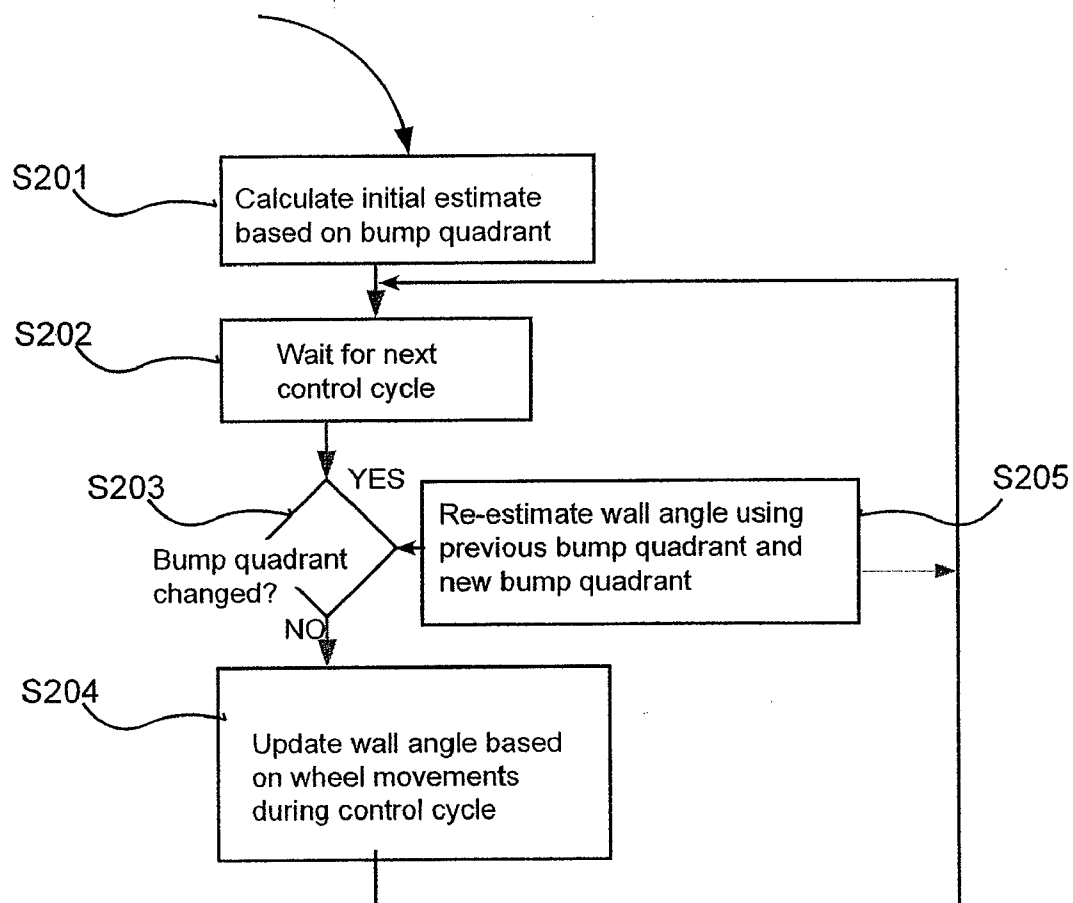 S201
Calculate initial estimate
based on bump quadrant
S202
Wait for next
control cycle
S203
YES
Bump quadrant
changed?
NO
S205
Re-estimate wall angle using
previous bump quadrant and
new bump quadrant
S204
Update wall angle based
on wheel movements
during control cycle